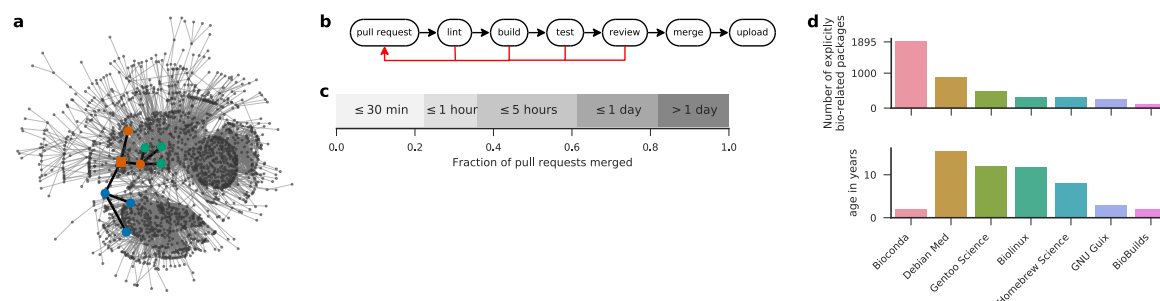 a
b
pull request
lint
build
test
review
merge
upload
c
≤ 30 min
≤ 1 hour
≤ 5 hours
≤ 1 day
> 1 day
0.0
0.2
0.4
0.6
0.8
1.0
Fraction of pull requests merged
d
Number of explicitly
bio-related packages
1895
1000
0
age in years
10
0
Bioconda
Debian Med
Gentoo Science
Biolinux
Homebrew Science
GNU Guix
BioBuilds